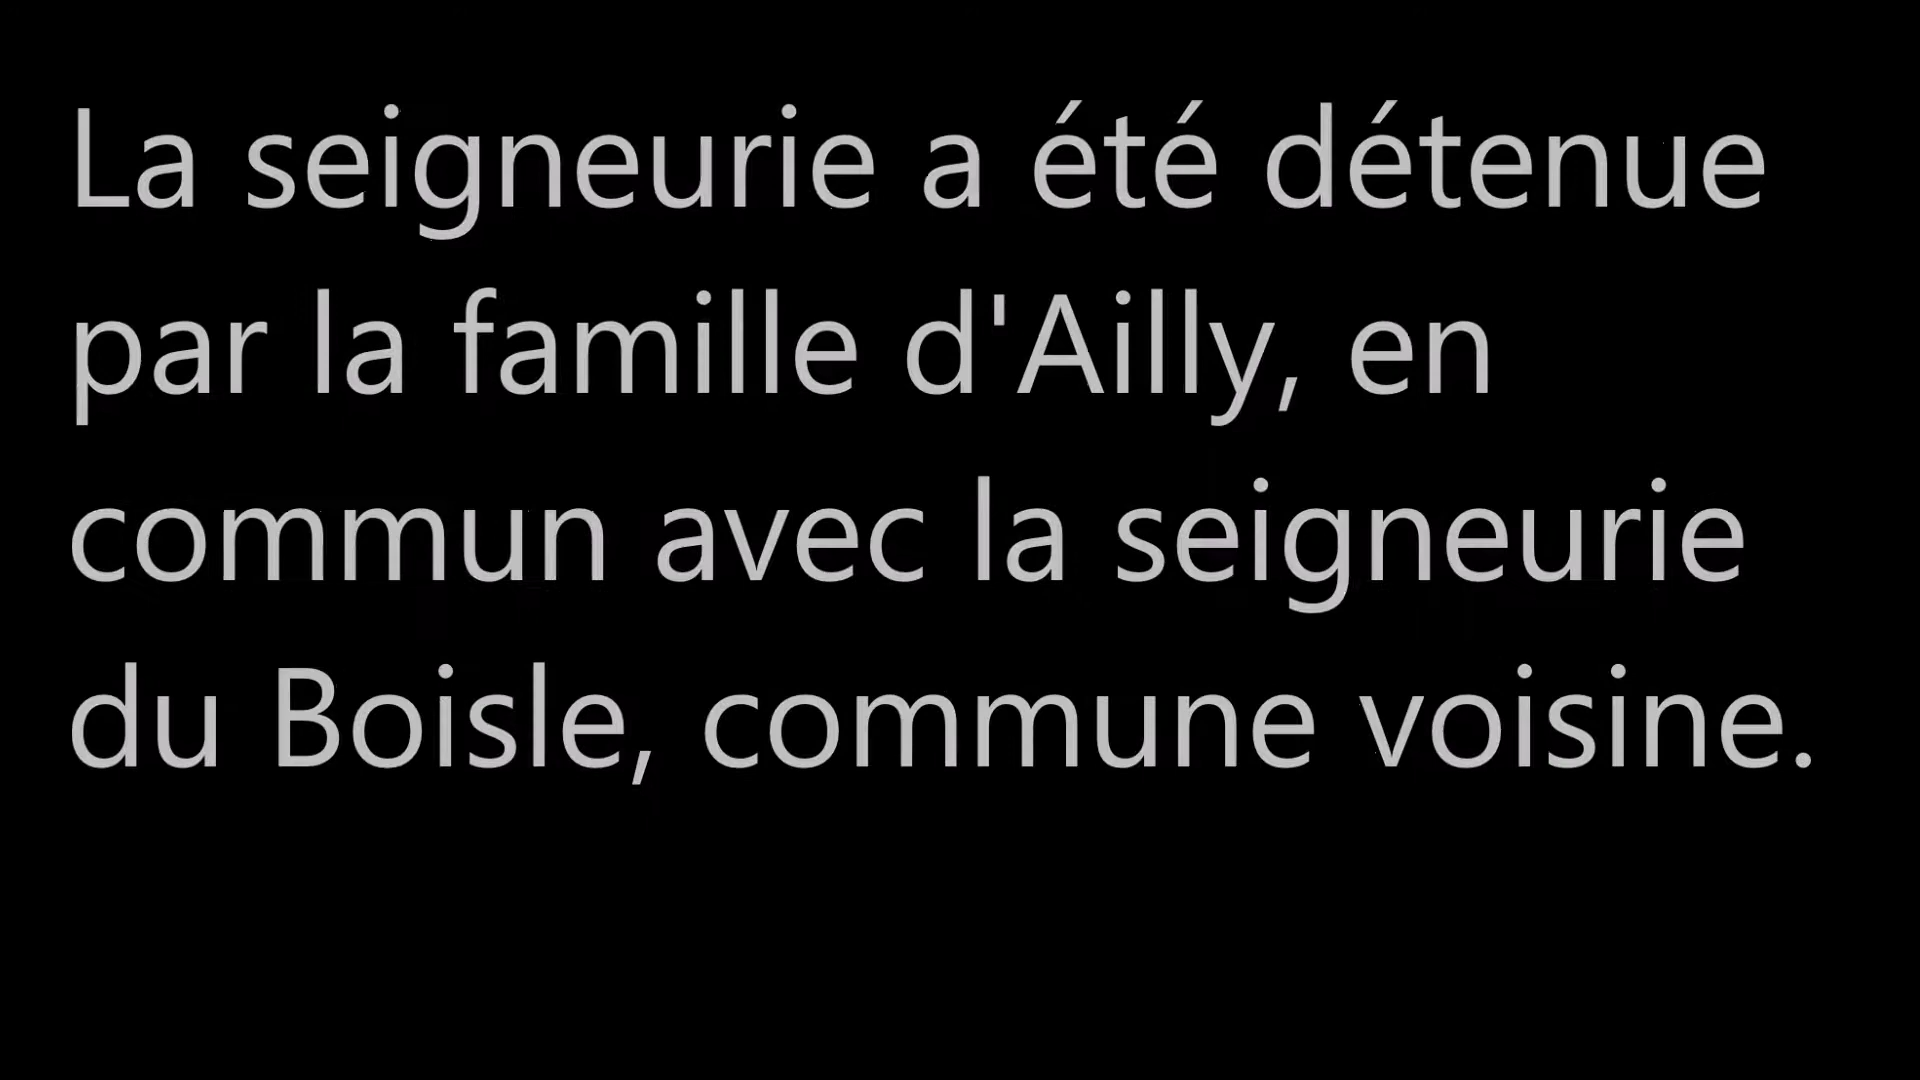 La seigneurie a été détenue
par la famille d'Ailly, en
commun avec la seigneurie
du Boisle, commune voisine.